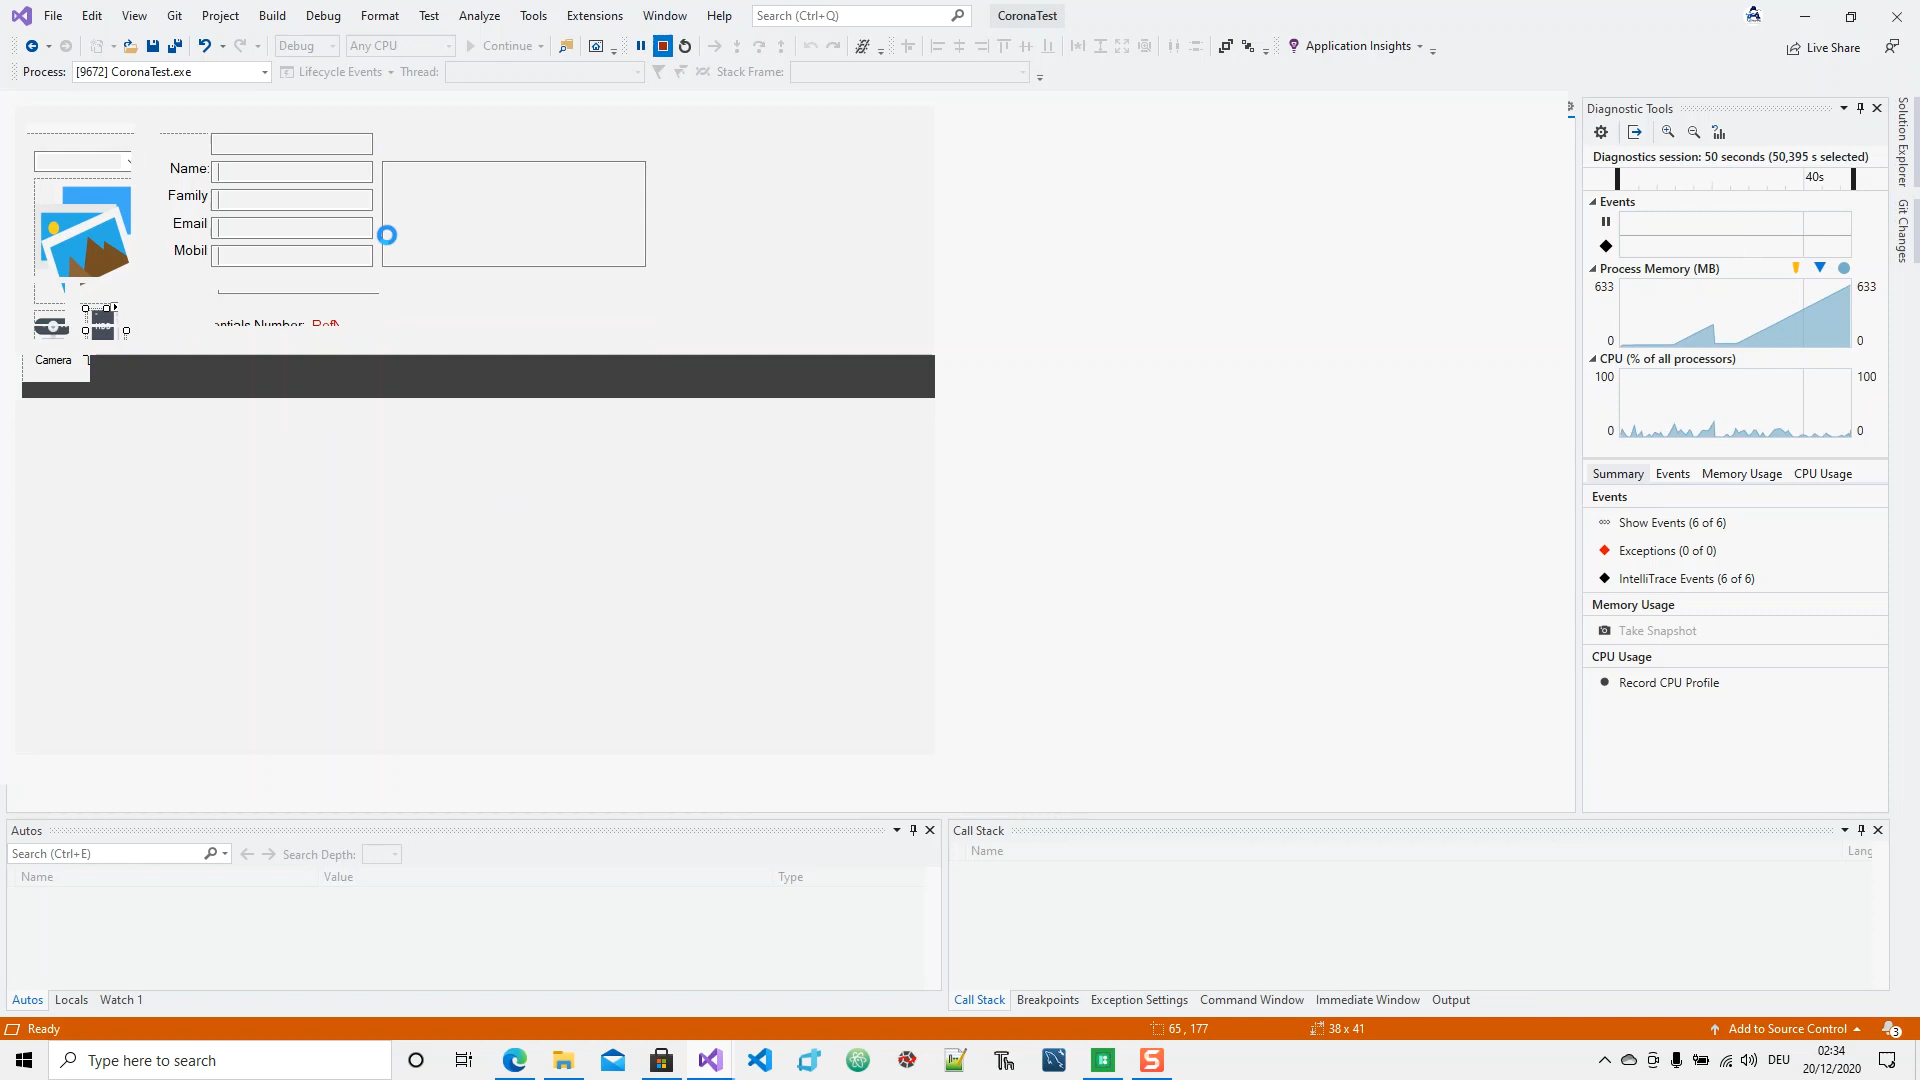 File Edit View Git Project Build Debug Format Test Analyze Tools Extensions Window Help Search (Ctrl+Q) CoronaTest
Debug Any CPU Continue Application Insights Live Share
Process: [9672] CoronaTest.exe Lifecycle Events Thread: Stack Frame:
Name:
Family
Email
Mobil
entials Number:
HDD
Camera
Diagnostic Tools
Diagnostics session: 50 seconds (50,395 s selected)
40s
Events
Process Memory (MB)
633 633
0 0
CPU (% of all processors)
100 100
0 0
Summary Events Memory Usage CPU Usage
Events
Show Events (6 of 6)
Exceptions (0 of 0)
IntelliTrace Events (6 of 6)
Memory Usage
Take Snapshot
CPU Usage
Record CPU Profile
Solution Explorer
Git Changes
Autos
Search (Ctrl+E) Search Depth:
Name Value Type
Autos Locals Watch 1
Call Stack
Name Lang
Call Stack Breakpoints Exception Settings Command Window Immediate Window Output
Ready 65 , 177 38 x 41 Add to Source Control 3
Type here to search
DEU
02:34
20/12/2020